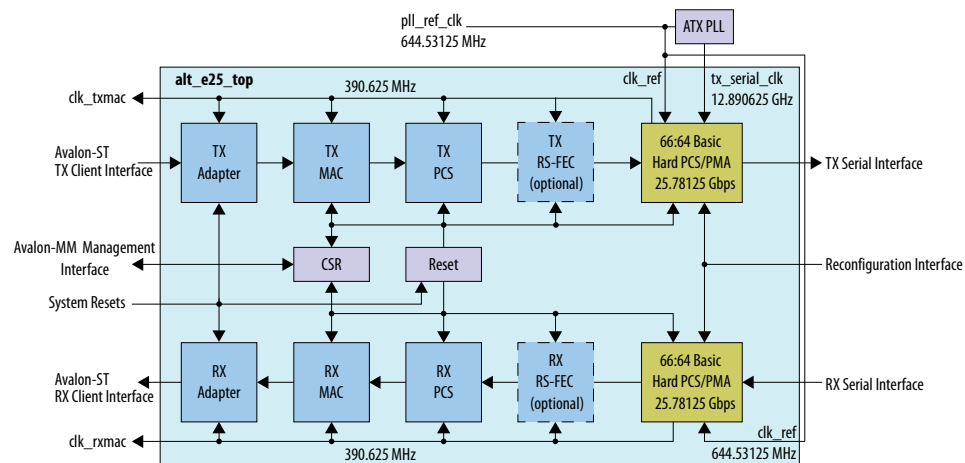 pll_ref_clk
644.53125 MHz
ATX PLL
alt_e25_top
390.625 MHz
clk_ref
tx_serial_clk
12.890625 GHz
clk_txmac
Avalon-ST
TX Client Interface
TX
Adapter
TX
MAC
TX
PCS
TX
RS-FEC
(optional)
66:64 Basic
Hard PCS/PMA
25.78125 Gbps
TX Serial Interface
Avalon-MM Management
Interface
CSR
Reset
Reconfiguration Interface
System Resets
Avalon-ST
RX Client Interface
RX
Adapter
RX
MAC
RX
PCS
RX
RS-FEC
(optional)
66:64 Basic
Hard PCS/PMA
25.78125 Gbps
RX Serial Interface
clk_rxmac
390.625 MHz
clk_ref
644.53125 MHz